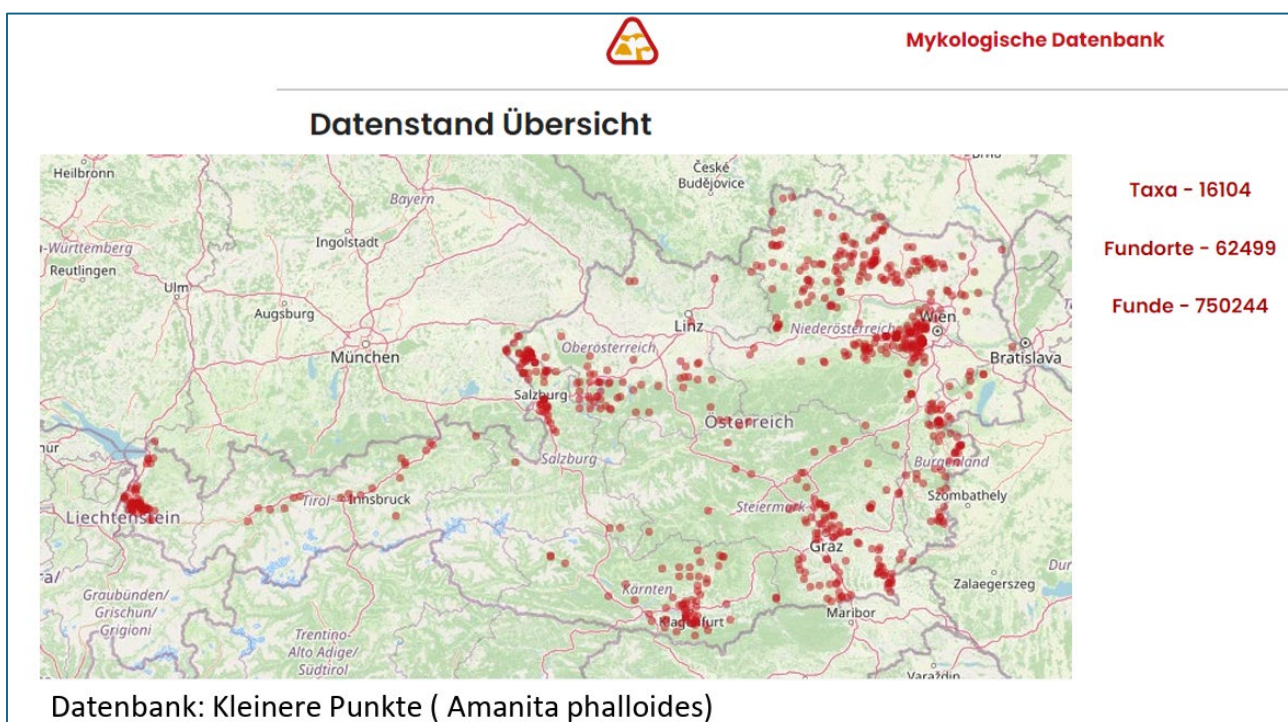 Mykologische Datenbank
Datenstand Übersicht
Heilbronn
České
Budějovice
Bayern
Taxa - 16104
Ingolstadt
Württemberg
Reutlingen
Fundorte - 62499
Ulm
Augsburg
Linz
Wien
Niederösterreich
Funde - 750244
München
Oberösterreich
Bratislava
Salzburg
Österreich
Salzburg
Burgenland
Szombathely
Tirol
Innsbruck
Steiermark
Liechtenstein
Graz
Zalaegerszeg
Graubünden/
Grischun/
Grigioni
Kärnten
Klagenfurt
Maribor
Trentino-
Alto Adige/
Südtirol
Varaždin
Datenbank: Kleinere Punkte ( Amanita phalloides)